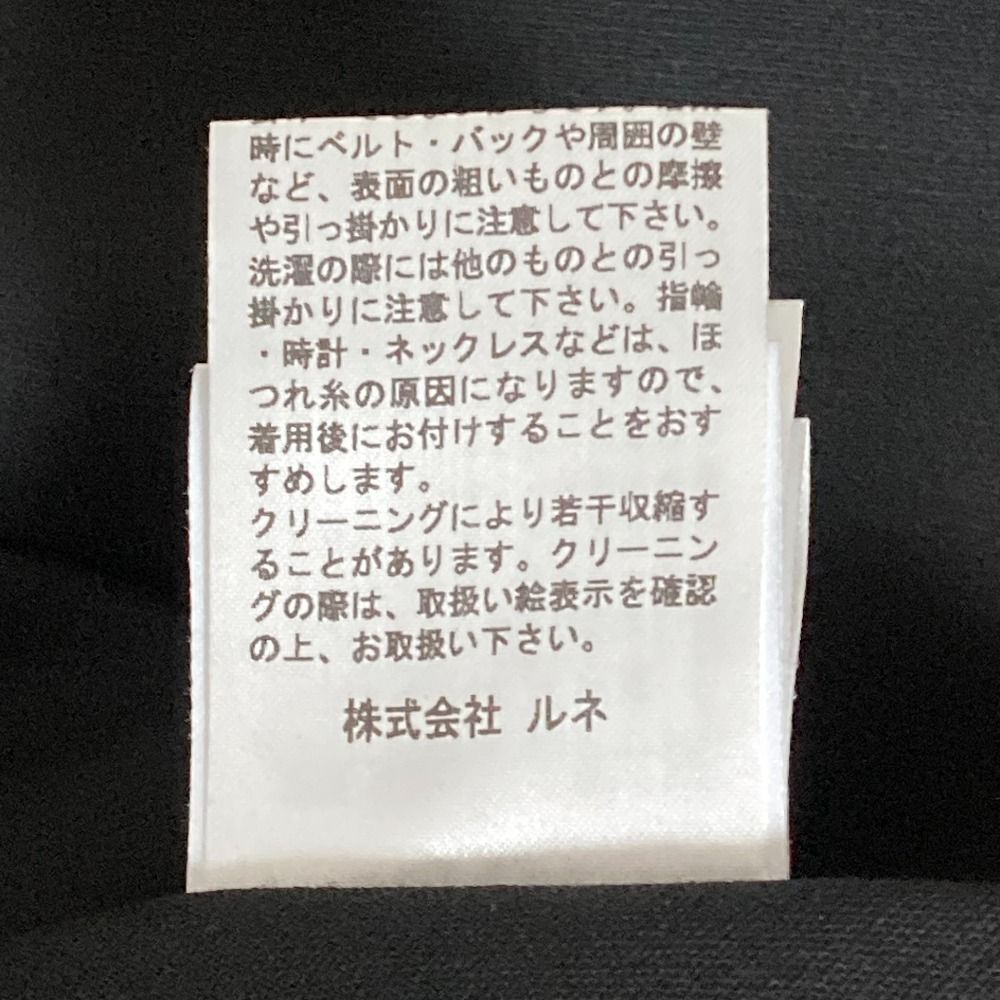 時にベルト・バックや周囲の壁
など、表面の粗いものとの摩擦
や引っ掛かりに注意して下さい。
洗濯の際には他のものとの引っ
掛かりに注意して下さい。指輪
・時計・ネックレスなどは、ほ
つれ糸の原因になりますので、
着用後にお付けすることをおす
すめします。
クリーニングにより若干収縮す
ることがあります。クリーニン
グの際は、取扱い絵表示を確認
の上、お取扱い下さい。
株式会社 ルネ